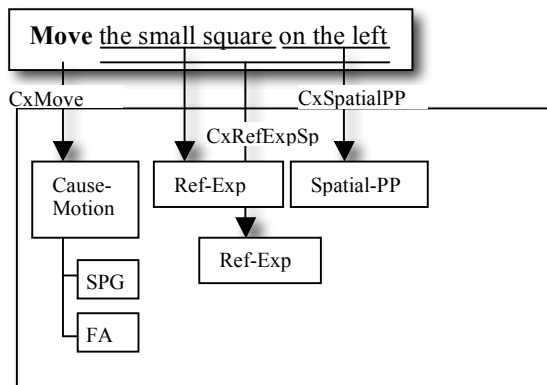 Move the small square on the left
CxMove
CxSpatialPP
CxRefExpSp
Cause-
Motion
Ref-Exp
Spatial-PP
Ref-Exp
SPG
FA